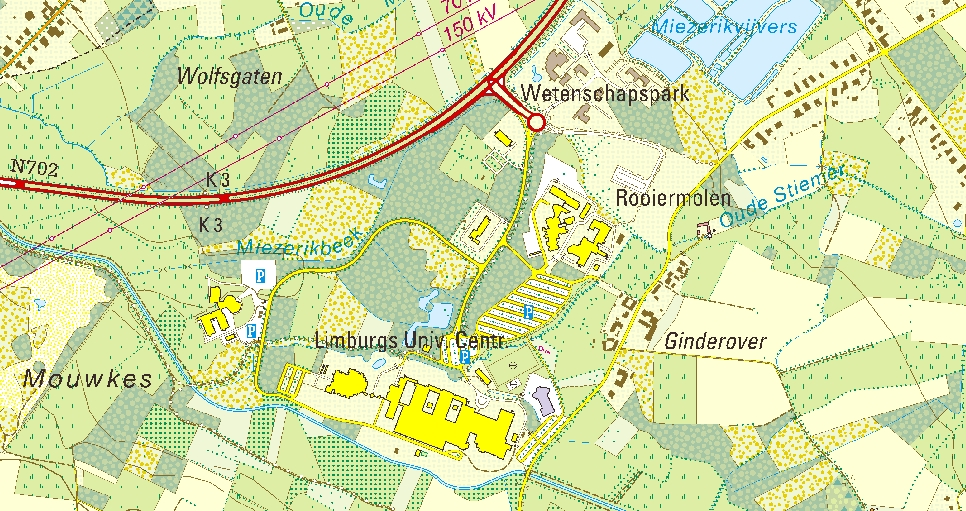 Oude
70
150 kV
Miezerikvijvers
Wolfsgaten
Wetenschapspark
N702
K3
K3
Rooiermolen
Oude Stiemer
Miezerikbeek
P
P
P
Limburgs Univ. Centr.
P
Ginderover
Mouwkes